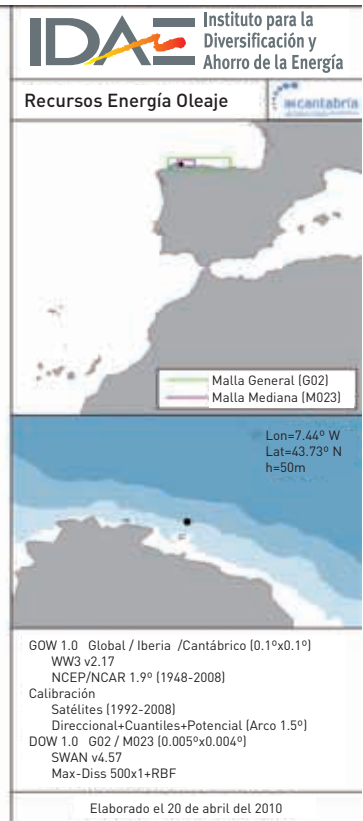 IDAE
Instituto para la
Diversificación y
Ahorro de la Energía
Recursos Energía Oleaje
ihcantabria
Malla General (G02)
Malla Mediana (M023)
Lon=7.44º W
Lat=43.73º N
h=50m
GOW 1.0 Global / Iberia /Cantábrico (0.1ºx0.1º)
WW3 v2.17
NCEP/NCAR 1.9º (1948-2008)
Calibración
Satélites (1992-2008)
Direccional+Cuantiles+Potencial (Arco 1.5º)
DOW 1.0 G02 / M023 (0.005ºx0.004º)
SWAN v4.57
Max-Diss 500x1+RBF
Elaborado el 20 de abril del 2010